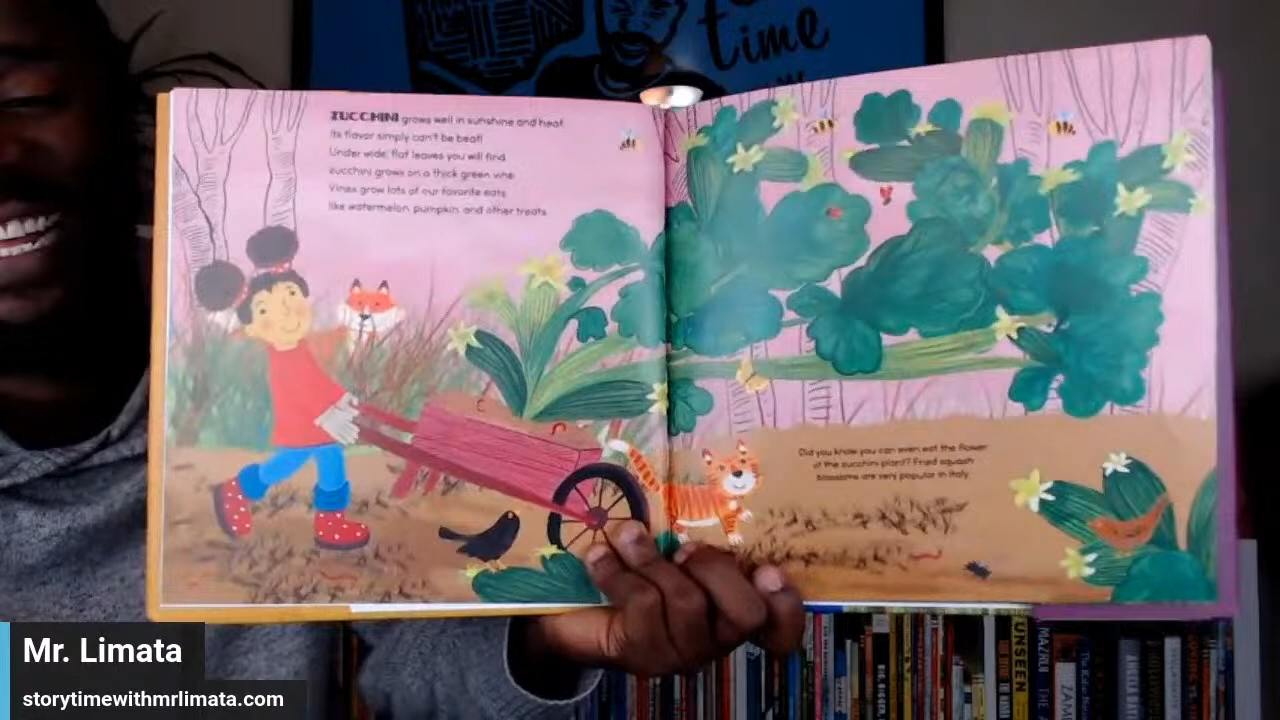 time
ZUCCHINI grows well in sunshine and heat.
Its flavor simply can't be beat!
Under wide, flat leaves you will find
zucchini grows on a thick green vine.
Vines grow lots of our favorite eats
like watermelon, pumpkin, and other treats.
Did you know you can even eat the flower
of the zucchini plant? Fried squash
blossoms are very popular in Italy.
Mr. Limata
storytimewithmrlimata.com
UNSEEN